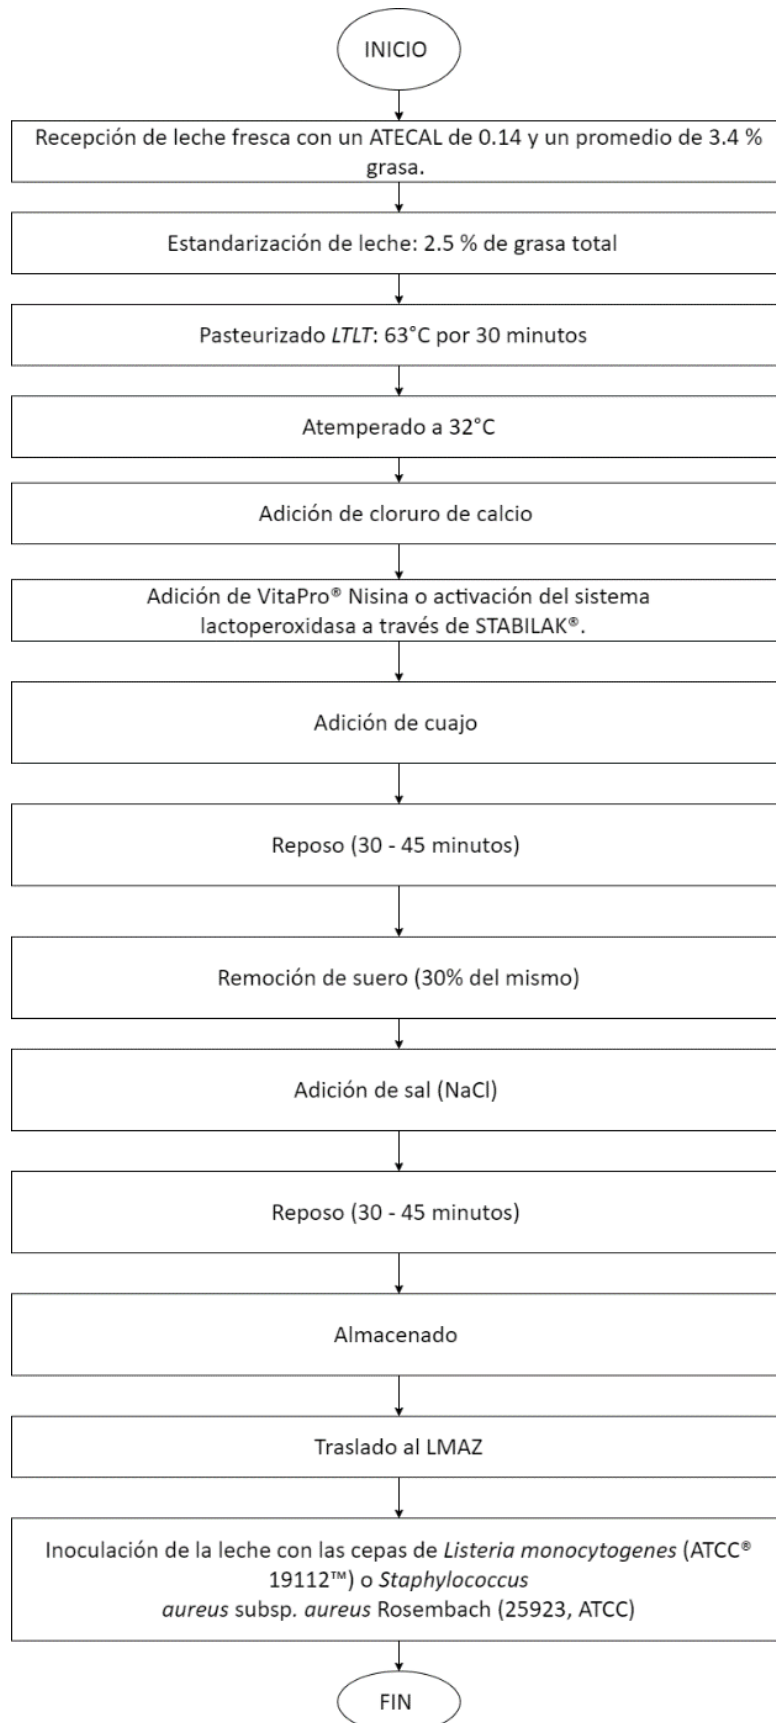 INICIO
Recepción de leche fresca con un ATECAL de 0.14 y un promedio de 3.4 %
grasa.
Estandarización de leche: 2.5 % de grasa total
Pasteurizado LTLT: 63°C por 30 minutos
Atemperado a 32°C
Adición de cloruro de calcio
Adición de VitaPro® Nisina o activación del sistema
lactoperoxidasa a través de STABILAK®.
Adición de cuajo
Reposo (30 - 45 minutos)
Remoción de suero (30% del mismo)
Adición de sal (NaCl)
Reposo (30 - 45 minutos)
Almacenado
Traslado al LMAZ
Inoculación de la leche con las cepas de Listeria monocytogenes (ATCC®
19112™) o Staphylococcus
aureus subsp. aureus Rosembach (25923, ATCC)
FIN